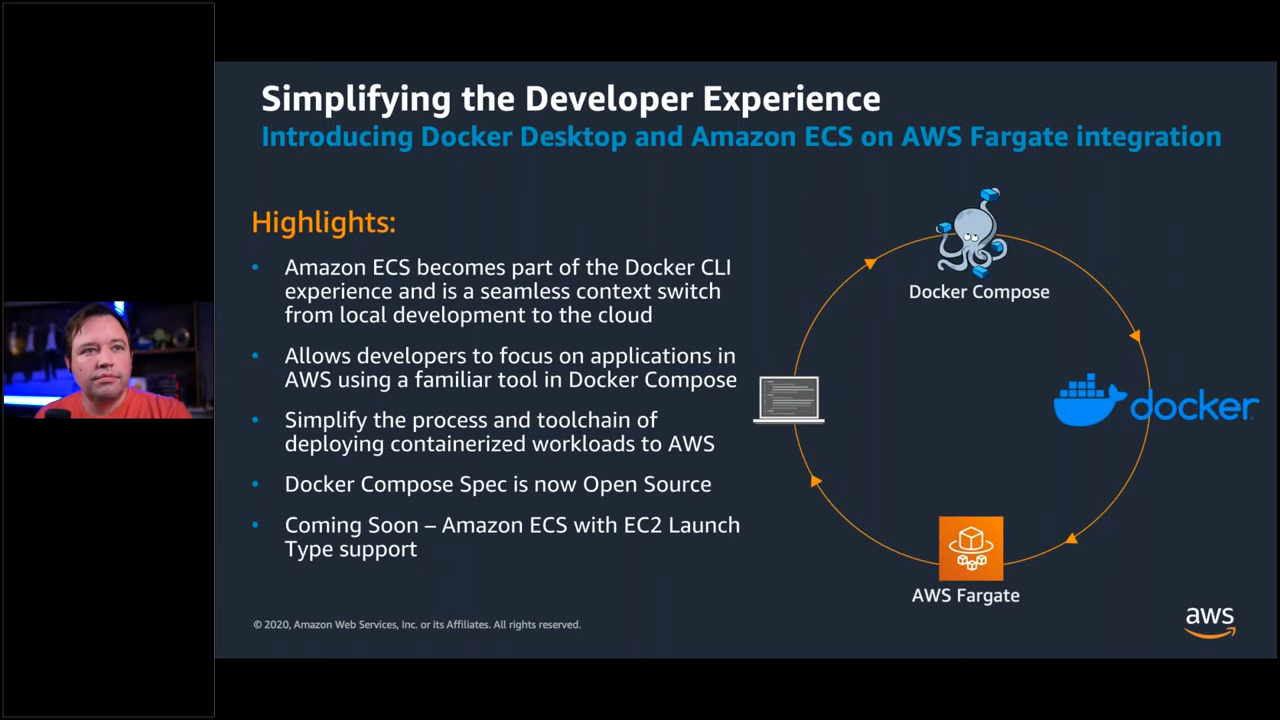 Simplifying the Developer Experience
Introducing Docker Desktop and Amazon ECS on AWS Fargate integration
Highlights:
• Amazon ECS becomes part of the Docker CLI
experience and is a seamless context switch
from local development to the cloud
• Allows developers to focus on applications in
AWS using a familiar tool in Docker Compose
• Simplify the process and toolchain of
deploying containerized workloads to AWS
• Docker Compose Spec is now Open Source
• Coming Soon – Amazon ECS with EC2 Launch
Type support
Docker Compose
docker
AWS Fargate
© 2020, Amazon Web Services, Inc. or its Affiliates. All rights reserved.
aws